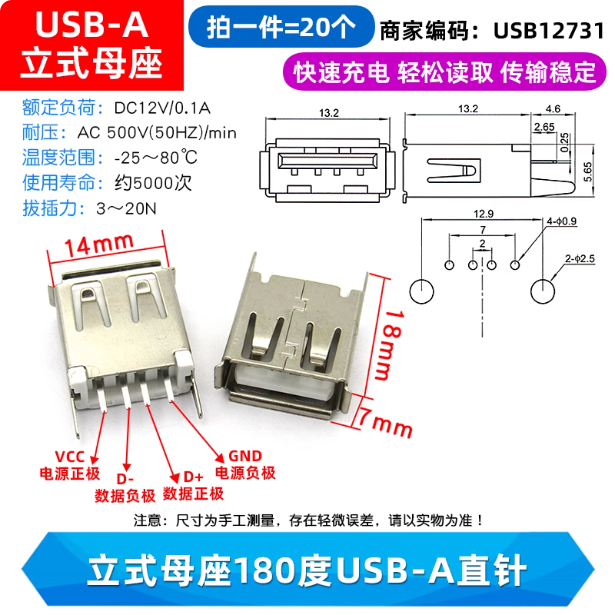 USB-A
立式母座
拍一件=20个
商家编码：USB12731
快速充电 轻松读取 传输稳定
额定负荷：DC12V/0.1A
耐压：AC 500V(50HZ)/min
温度范围：-25～80℃
使用寿命：约5000次
拔插力：3～20N
13.2
13.2
4.6
2.65
0.25
5.65
12.9
7
2
4-φ0.9
2-φ2.5
14mm
18mm
7mm
VCC
电源正极
D-
数据负极
D+
数据正极
GND
电源负极
注意：尺寸为手工测量，存在轻微误差，请以实物为准！
立式母座180度USB-A直针